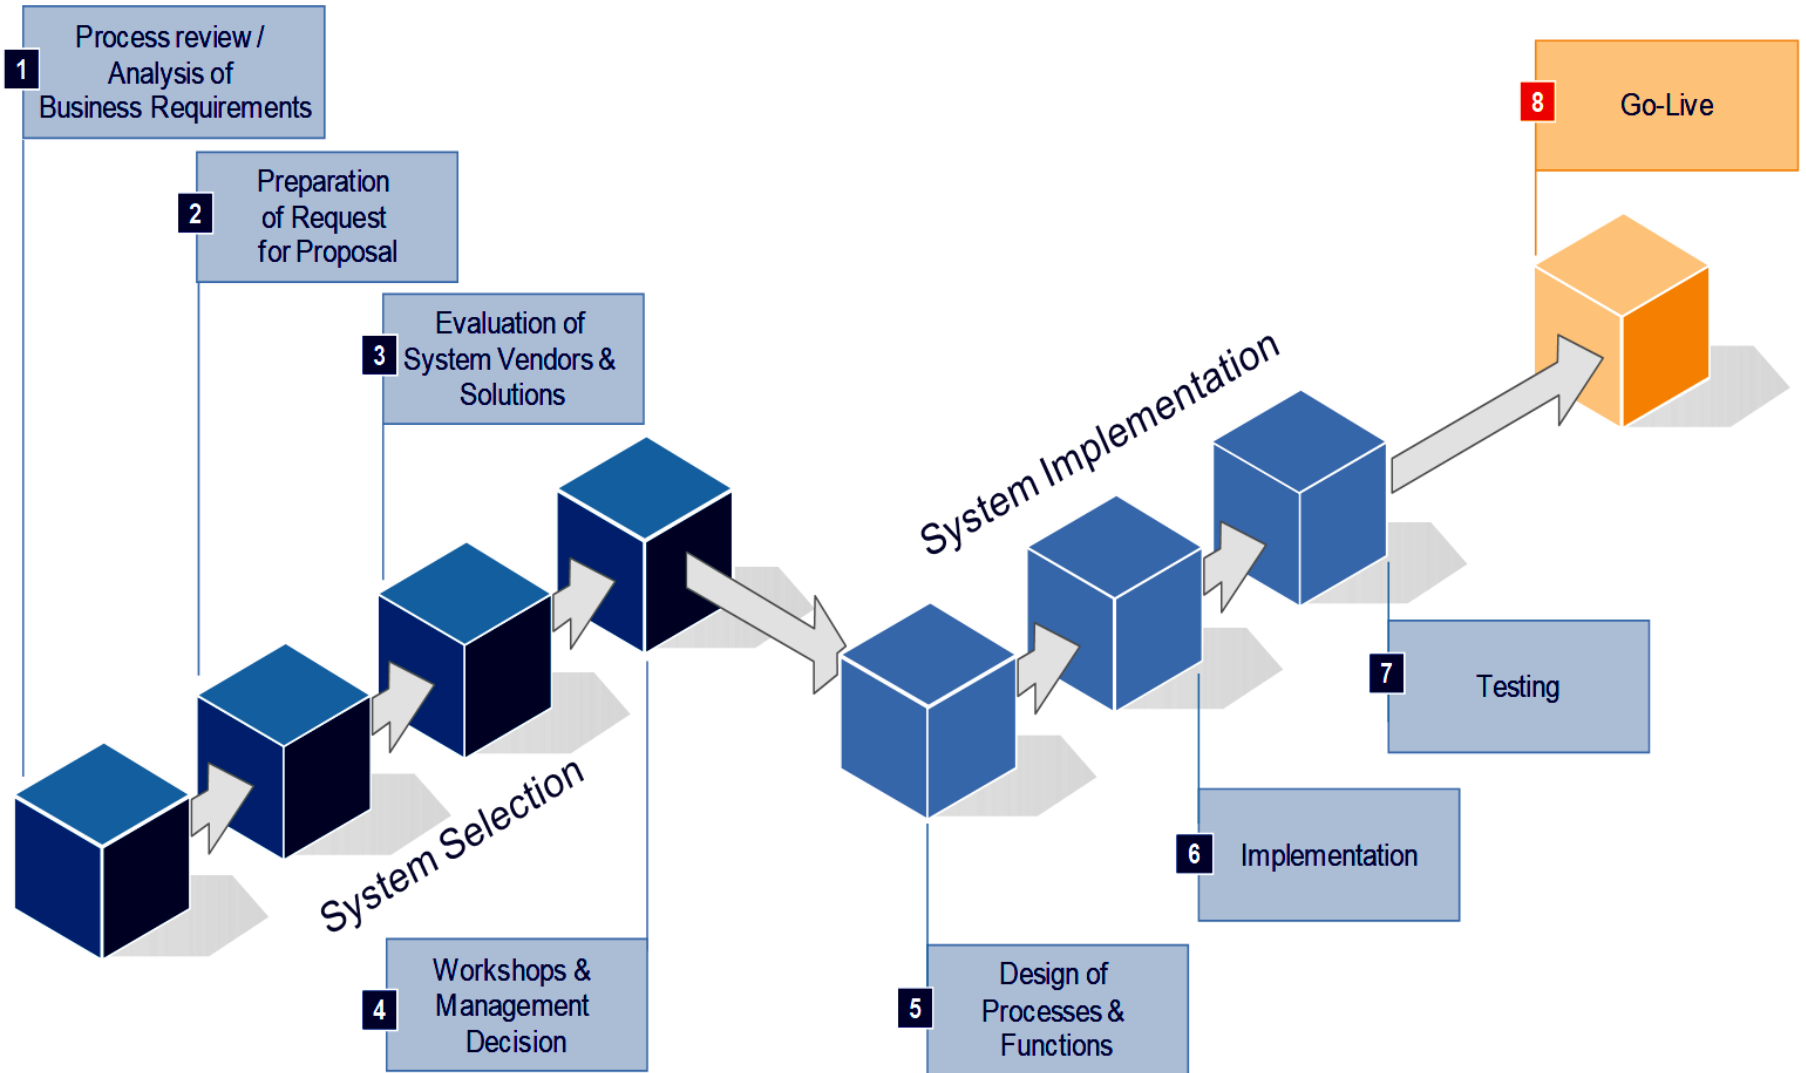 1
Process review /
Analysis of
Business Requirements
2
Preparation
of Request
for Proposal
3
Evaluation of
System Vendors &
Solutions
System Selection
4
Workshops &
Management
Decision
System Implementation
5
Design of
Processes &
Functions
6
Implementation
7
Testing
8
Go-Live